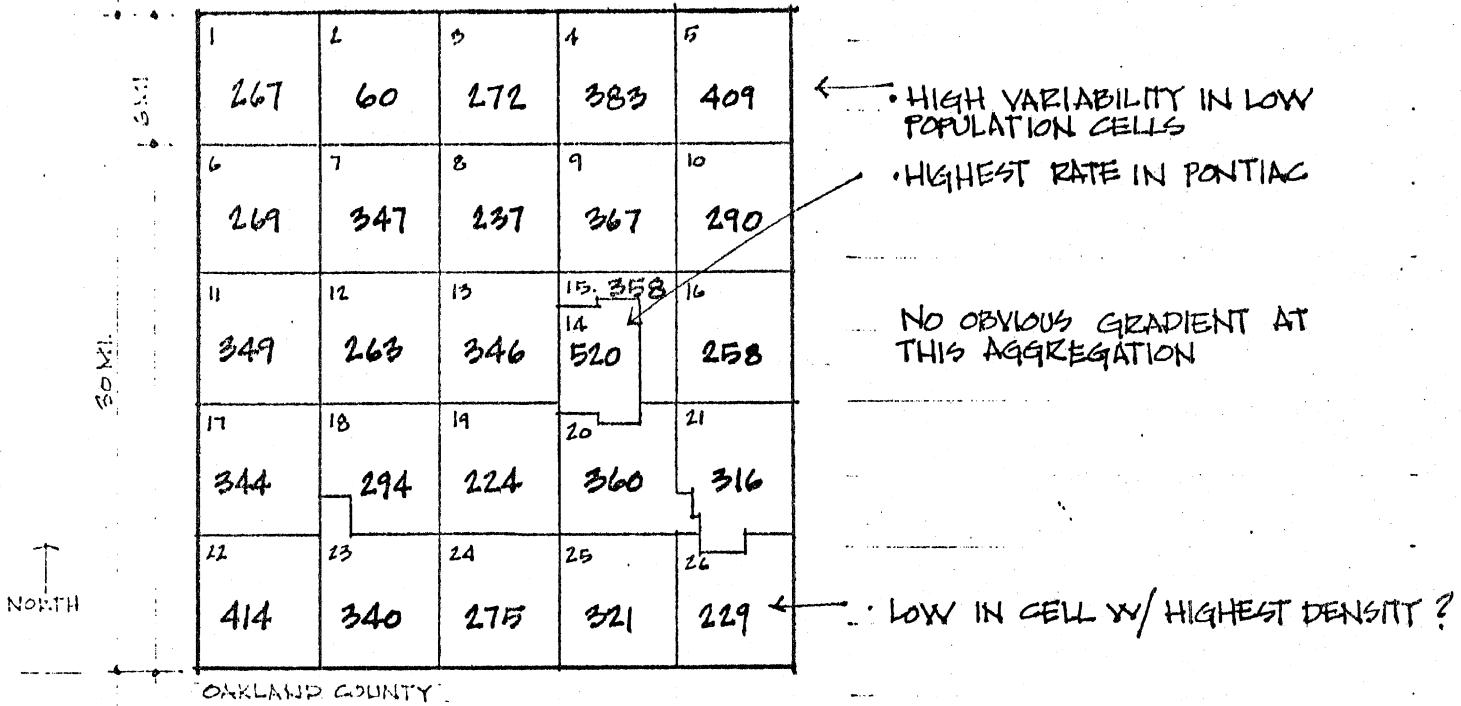 1 2 3 4 5
267 60 272 383 409
6 MI
• HIGH VARIABILITY IN LOW
POPULATION CELLS
6 7 8 9 10
269 347 237 367 290
• HIGHEST RATE IN PONTIAC
11 12 13 15. 358 16
14
349 263 346 520 258
30 MI.
NO OBVIOUS GRADIENT AT
THIS AGGREGATION
17 18 19 20 21
344 294 224 360 316
22 23 24 25 26
414 340 275 321 229
NORTH
• LOW IN CELL W/ HIGHEST DENSITY ?
OAKLAND COUNTY